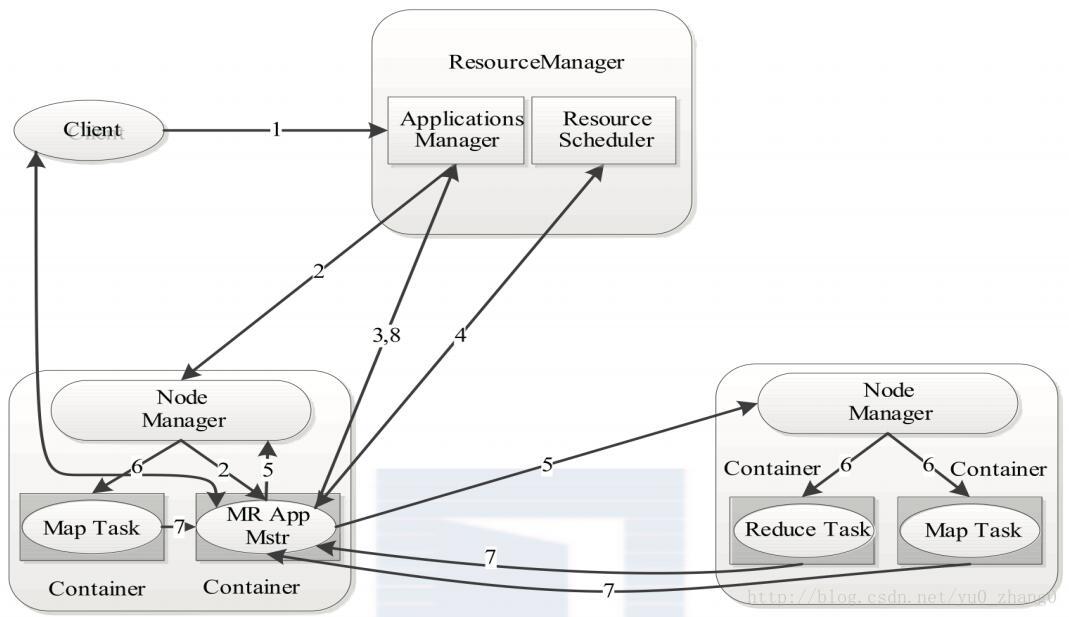 ResourceManager
Client
1
Applications
Manager
Resource
Scheduler
2
3,8
4
Node
Manager
Node
Manager
6
2
5
5
Container
6
6
Container
Map Task
7
MR App
Mstr
Reduce Task
Map Task
7
7
Container
Container
http://blog.csdn.net/yu0_zhang0